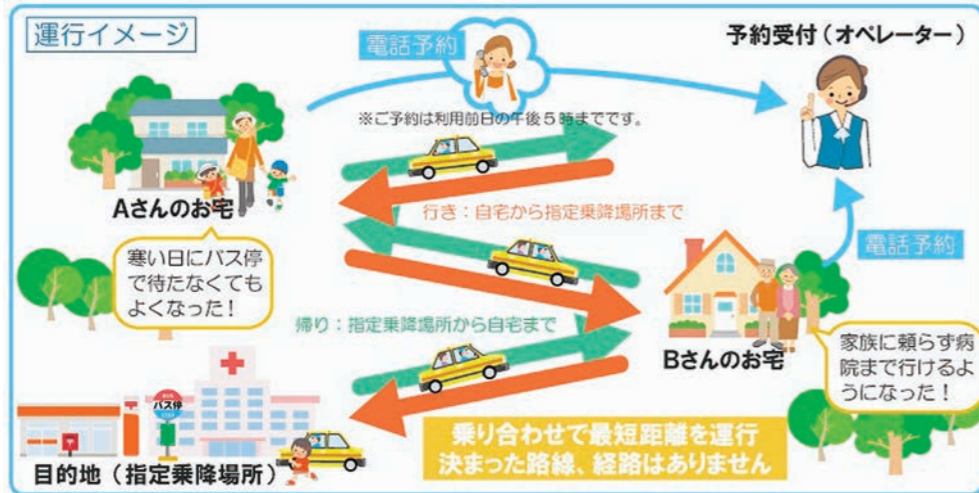 運行イメージ
電話予約
予約受付（オペレーター）
※ご予約は利用前日の午後5時までです。
Aさんのお宅
行き：自宅から指定乗降場所まで
電話予約
寒い日にバス停
で待たなくても
よくなった！
帰り：指定乗降場所から自宅まで
Bさんのお宅
家族に頼らず病
院まで行けるよ
うになった！
バス停
乗り合わせで最短距離を運行
決まった路線、経路はありません
目的地（指定乗降場所）